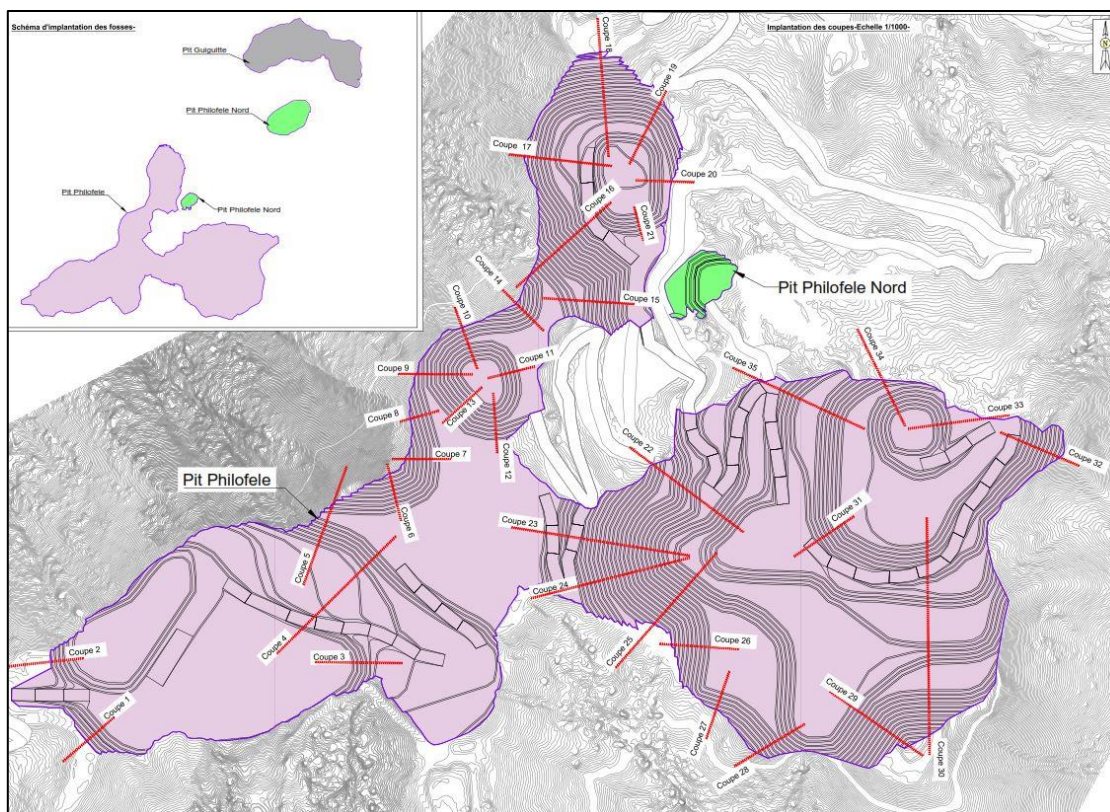 Schéma d'implantation des fosses-
Pit Guiguitte
Pit Philofele Nord
Pit Philofele
Pit Philofele Nord
Implantation des coupes-Echelle 1/1000-
N
Coupe 18
Coupe 19
Coupe 17
Coupe 20
Coupe 16
Coupe 21
Coupe 14
Pit Philofele Nord
Coupe 15
Coupe 10
Coupe 34
Coupe 11
Coupe 9
Coupe 35
Coupe 13
Coupe 8
Coupe 33
Coupe 22
Coupe 12
Coupe 7
Coupe 32
Pit Philofele
Coupe 31
Coupe 23
Coupe 6
Coupe 5
Coupe 24
Coupe 4
Coupe 26
Coupe 25
Coupe 2
Coupe 3
Coupe 29
Coupe 1
Coupe 27
Coupe 30
Coupe 28